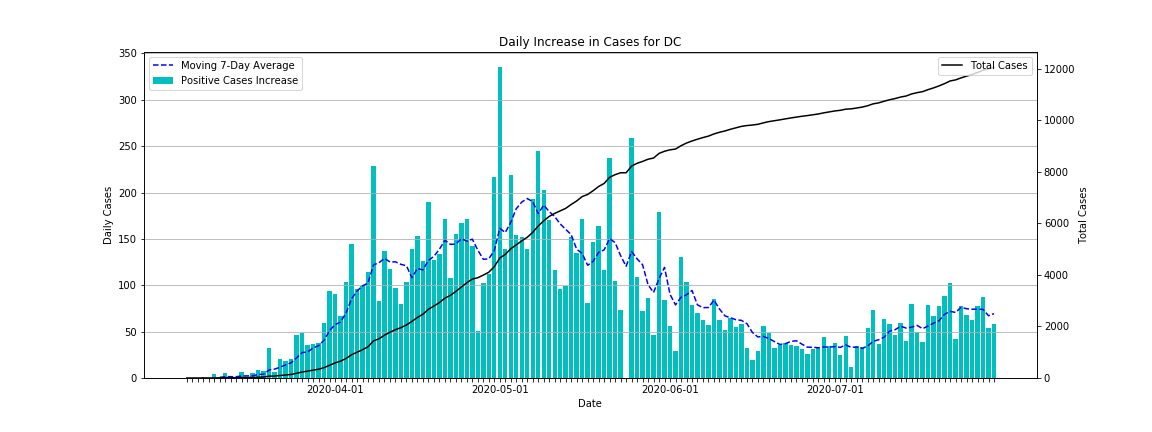 Daily Increase in Cases for DC
Moving 7-Day Average
Positive Cases Increase
Total Cases
350
300
250
200
150
100
50
0
Daily Cases
12000
10000
8000
6000
4000
2000
0
Total Cases
2020-04-01
2020-05-01
2020-06-01
2020-07-01
Date